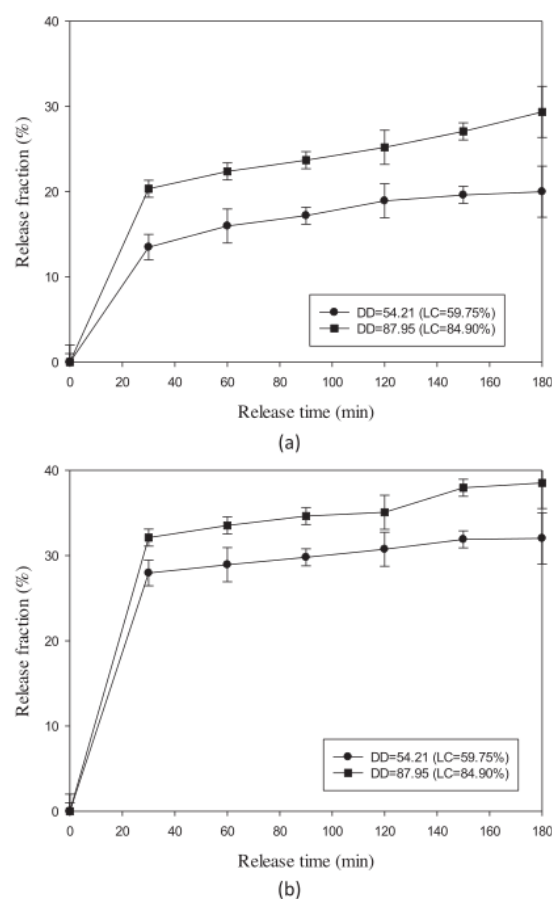 40
30
20
10
0
Release fraction (%)
DD=54.21 (LC=59.75%)
DD=87.95 (LC=84.90%)
0 20 40 60 80 100 120 140 160 180
Release time (min)
(a)
40
30
20
10
0
Release fraction (%)
DD=54.21 (LC=59.75%)
DD=87.95 (LC=84.90%)
0 20 40 60 80 100 120 140 160 180
Release time (min)
(b)